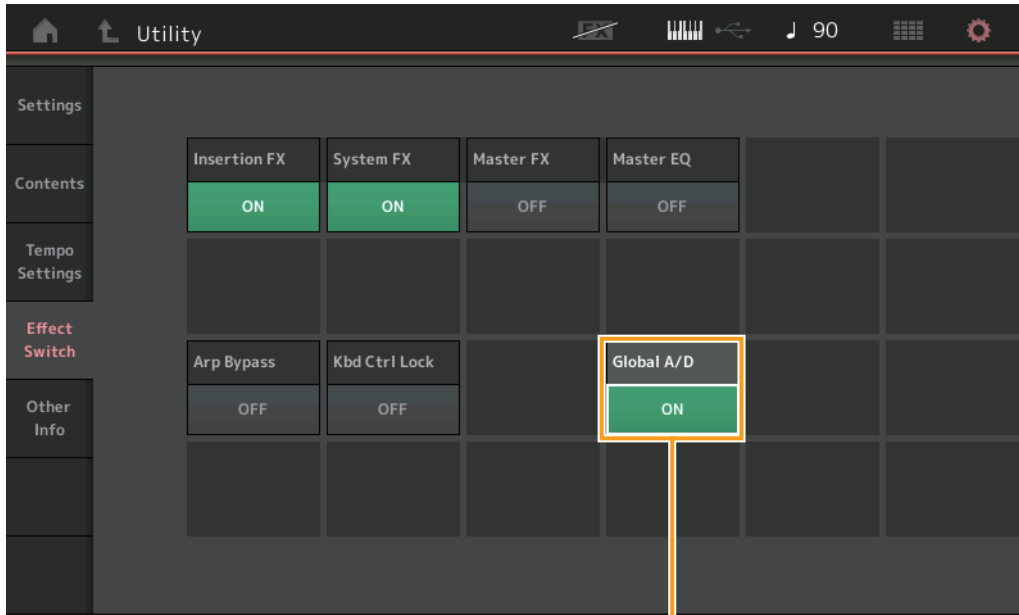 Utility
FX
90
Settings
Contents
Tempo
Settings
Effect
Switch
Other
Info
Insertion FX
System FX
Master FX
Master EQ
ON
ON
OFF
OFF
Arp Bypass
Kbd Ctrl Lock
Global A/D
OFF
OFF
ON